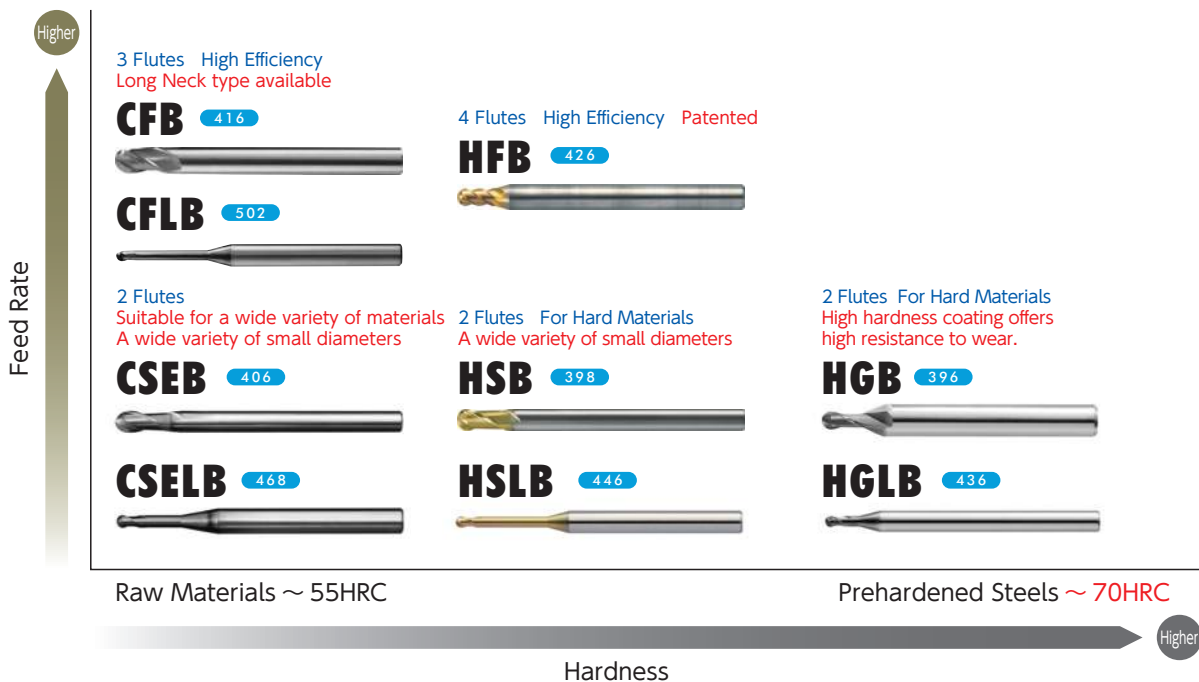 Higher
Feed Rate
3 Flutes High Efficiency
Long Neck type available
CFB 416
CFLB 502
4 Flutes High Efficiency Patented
HFB 426
2 Flutes
Suitable for a wide variety of materials
A wide variety of small diameters
CSEB 406
CSELB 468
2 Flutes For Hard Materials
A wide variety of small diameters
HSB 398
HSLB 446
2 Flutes For Hard Materials
High hardness coating offers
high resistance to wear.
HGB 396
HGLB 436
Raw Materials ~ 55HRC
Prehardened Steels ~ 70HRC
Higher
Hardness